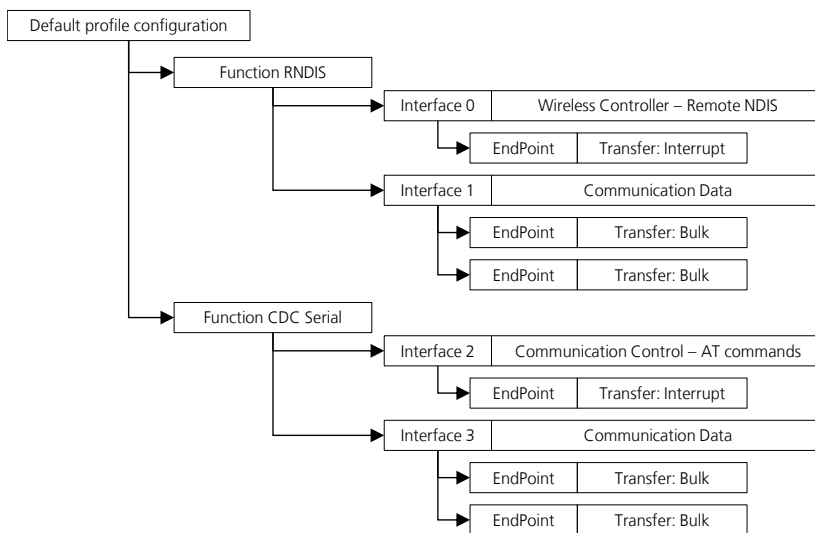 Default profile configuration
Function RNDIS
Interface 0 Wireless Controller – Remote NDIS
EndPoint Transfer: Interrupt
Interface 1 Communication Data
EndPoint Transfer: Bulk
EndPoint Transfer: Bulk
Function CDC Serial
Interface 2 Communication Control – AT commands
EndPoint Transfer: Interrupt
Interface 3 Communication Data
EndPoint Transfer: Bulk
EndPoint Transfer: Bulk